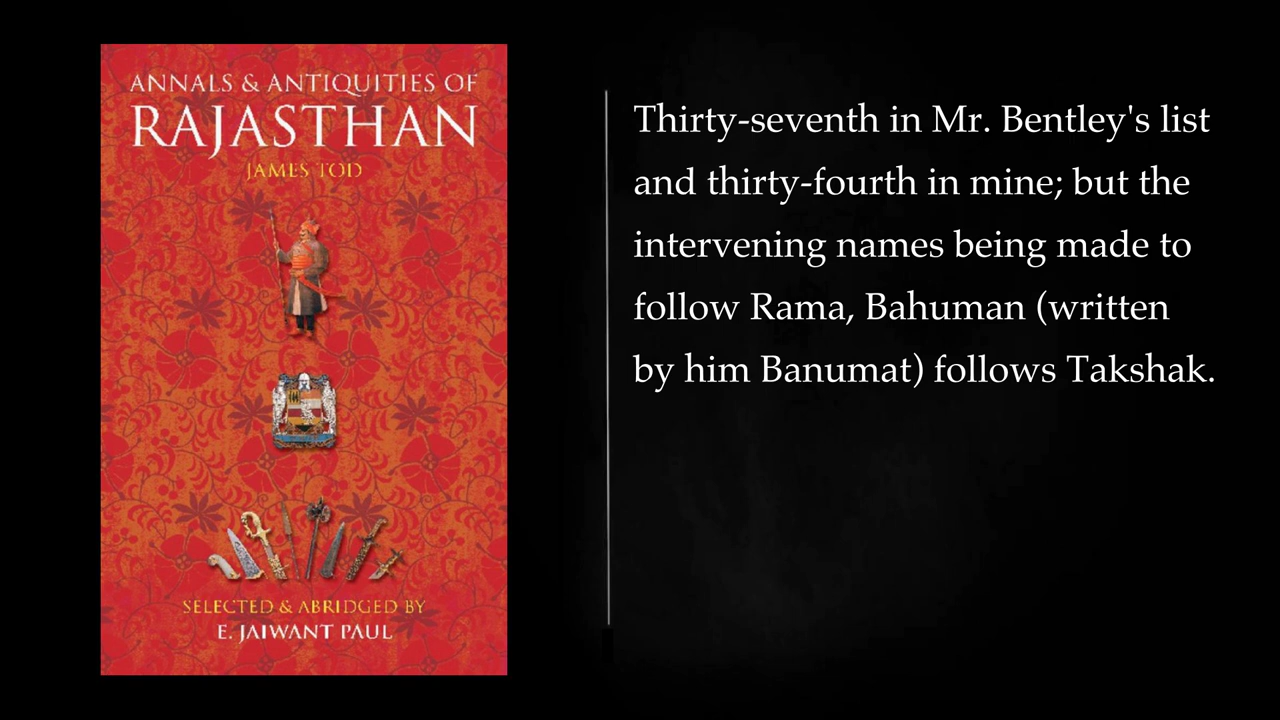 ANNALS & ANTIQUITIES OF
RAJASTHAN
JAMES TOD
SELECTED & ABRIDGED BY
E. JAIWANT PAUL
Thirty-seventh in Mr. Bentley's list
and thirty-fourth in mine; but the
intervening names being made to
follow Rama, Bahuman (written
by him Banumat) follows Takshak.